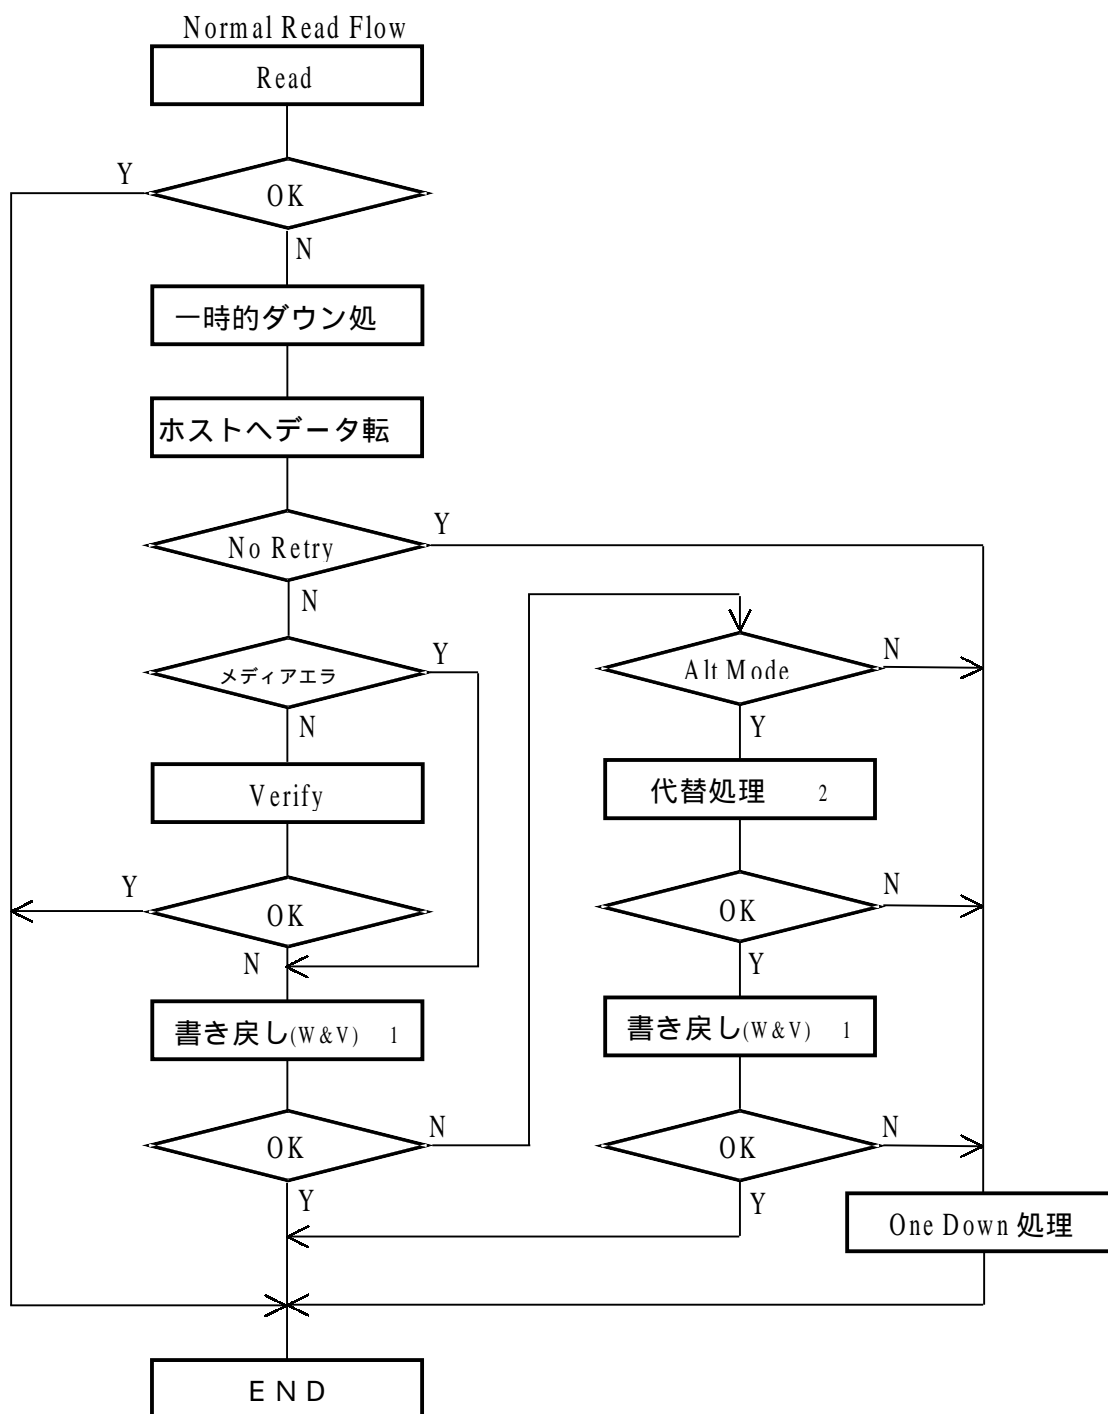 Normal Read Flow
Read
Y
OK
N
一時的ダウン処
ホストへデータ転
No Retry
Y
N
メディアエラ
Y
N
Verify
Y
OK
N
書き戻し(W&V) 1
OK
N
Y
Alt Mode
N
Y
代替処理 2
OK
N
Y
書き戻し(W&V) 1
OK
N
Y
One Down 処理
ＥＮＤ